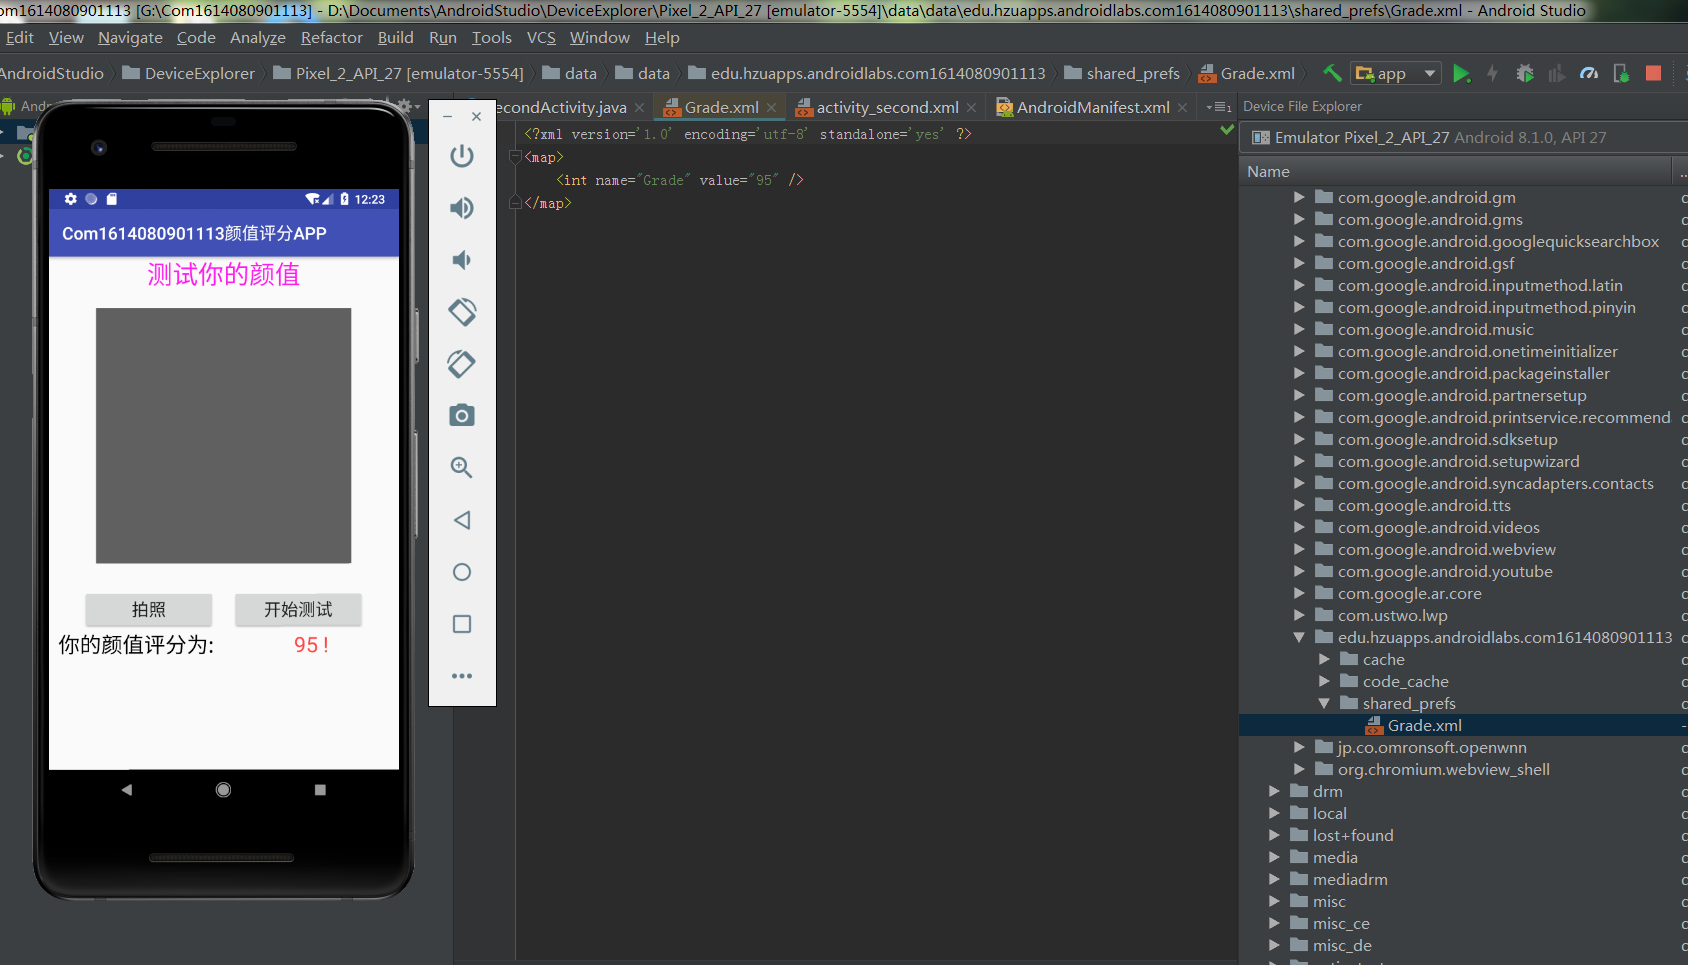 om1614080901113 [G:\Com1614080901113] - D:\Documents\AndroidStudio\DeviceExplorer\Pixel_2_API_27 [emulator-5554]\data\data\edu.hzuapps.androidlabs.com1614080901113\shared_prefs\Grade.xml - Android Studio
Edit View Navigate Code Analyze Refactor Build Run Tools VCS Window Help
AndroidStudio DeviceExplorer Pixel_2_API_27 [emulator-5554] data data edu.hzuapps.androidlabs.com1614080901113 shared_prefs Grade.xml app
Andr
econdActivity.java Grade.xml activity_second.xml AndroidManifest.xml
<?xml version='1.0' encoding='utf-8' standalone='yes' ?>
<map>
<int name="Grade" value="95" />
</map>
12:23
Com1614080901113颜值评分APP
测试你的颜值
拍照 开始测试
你的颜值评分为: 95!
Device File Explorer
Emulator Pixel_2_API_27 Android 8.1.0, API 27
Name
com.google.android.gm
com.google.android.gms
com.google.android.googlequicksearchbox
com.google.android.gsf
com.google.android.inputmethod.latin
com.google.android.inputmethod.pinyin
com.google.android.music
com.google.android.onetimeinitializer
com.google.android.packageinstaller
com.google.android.partnersetup
com.google.android.printservice.recommend
com.google.android.sdksetup
com.google.android.setupwizard
com.google.android.syncadapters.contacts
com.google.android.tts
com.google.android.videos
com.google.android.webview
com.google.android.youtube
com.google.ar.core
com.ustwo.lwp
edu.hzuapps.androidlabs.com1614080901113
cache
code_cache
shared_prefs
Grade.xml
jp.co.omronsoft.openwnn
org.chromium.webview_shell
drm
local
lost+found
media
mediadrm
misc
misc_ce
misc_de